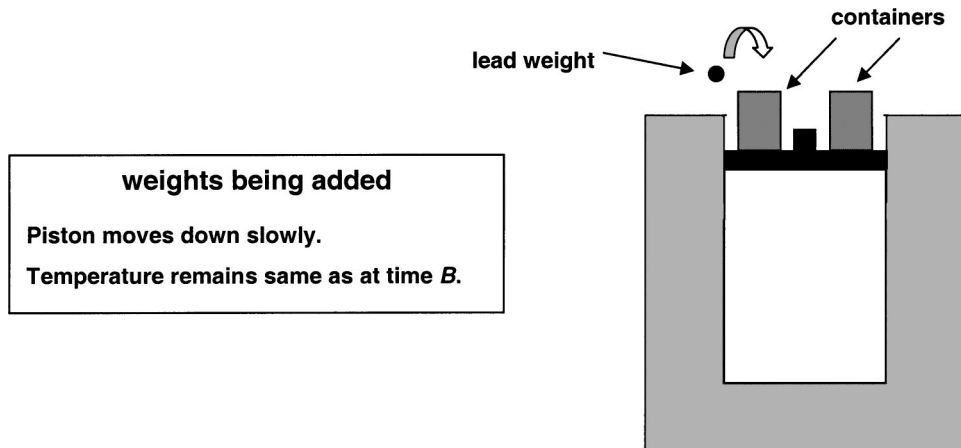 containers
lead weight
weights being added
Piston moves down slowly.
Temperature remains same as at time B.